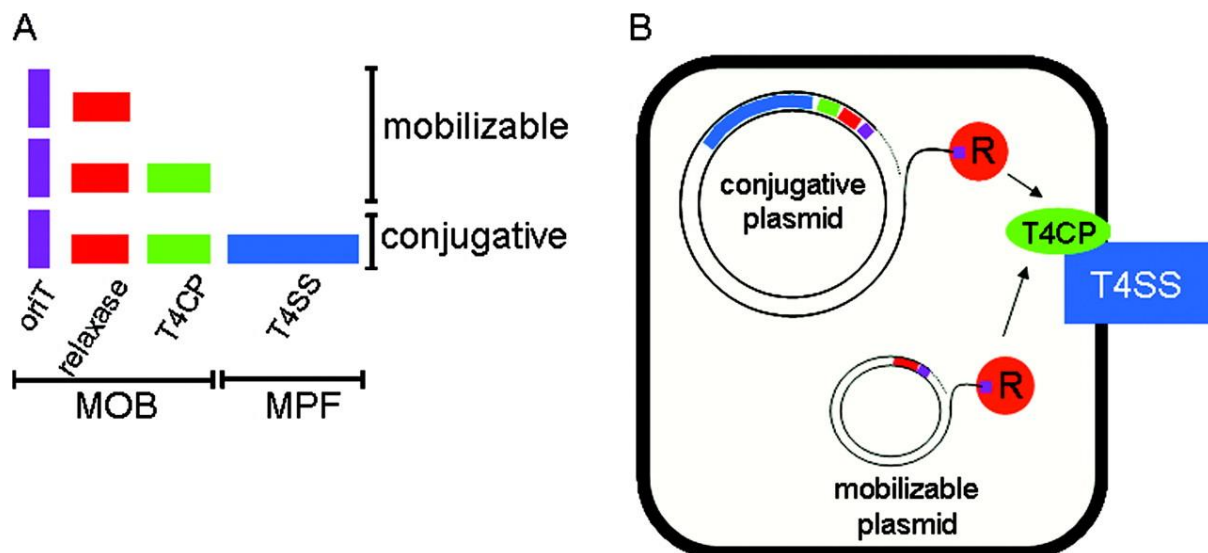 A
mobilizable
conjugative
oriT
relaxase
T4CP
T4SS
MOB
MPF
B
conjugative
plasmid
R
T4CP
T4SS
R
mobilizable
plasmid